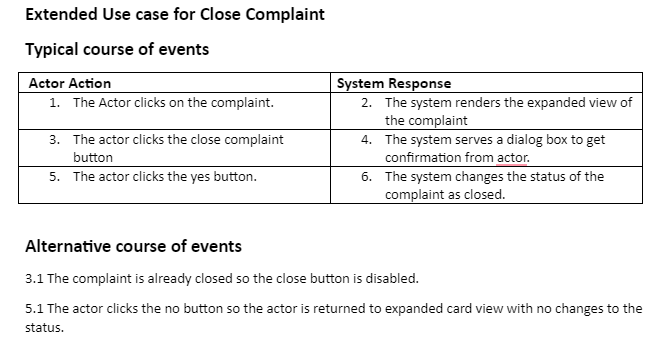 Extended Use case for Close Complaint
Typical course of events
Actor Action
System Response
1. The Actor clicks on the complaint.
2. The system renders the expanded view of
the complaint
3. The actor clicks the close complaint
button
4. The system serves a dialog box to get
confirmation from actor.
5. The actor clicks the yes button.
6. The system changes the status of the
complaint as closed.
Alternative course of events
3.1 The complaint is already closed so the close button is disabled.
5.1 The actor clicks the no button so the actor is returned to expanded card view with no changes to the
status.